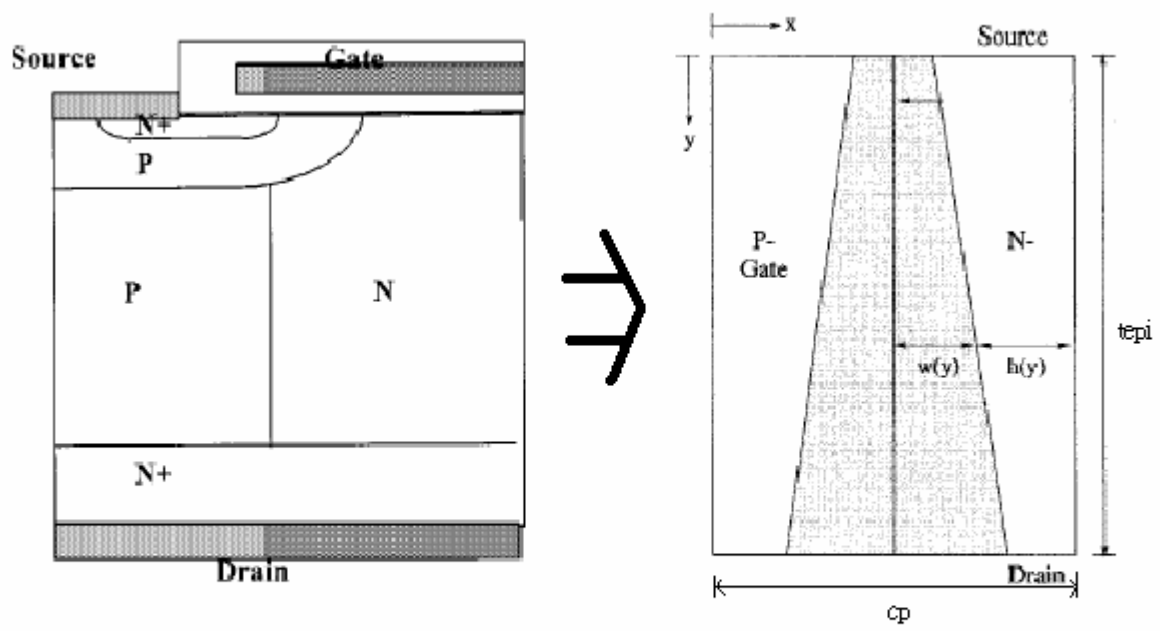 Source
Gate
N+
P
P
N
N+
Drain
x
Source
y
P-
Gate
N-
w(y)
h(y)
tepi
Drain
cp